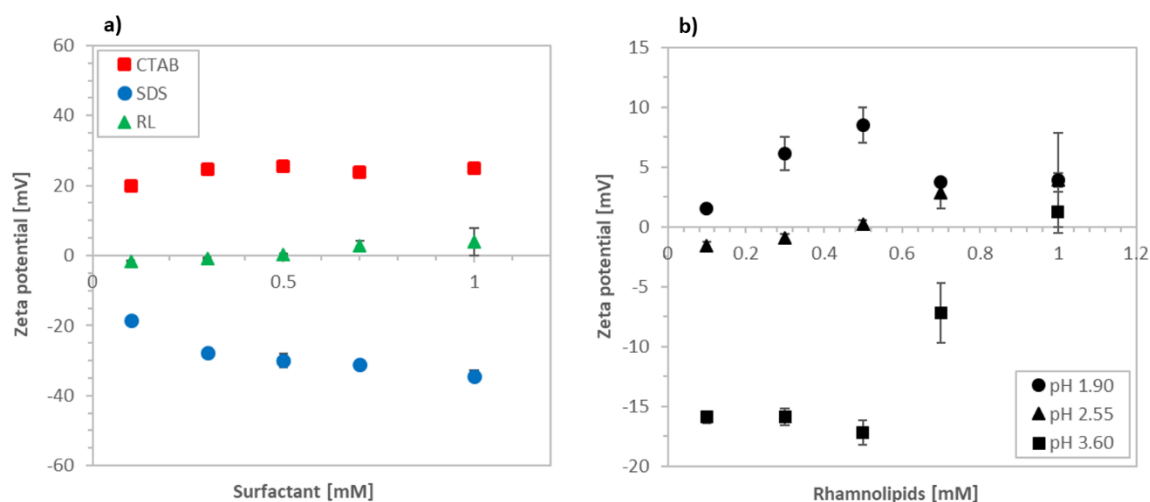 a)
60
40
20
0
-20
-40
-60
0
0.5
1
Zeta potential [mV]
Surfactant [mM]
CTAB
SDS
RL
b)
15
10
5
0
-5
-10
-15
-20
0
0.2
0.4
0.6
0.8
1
1.2
Zeta potential [mV]
Rhamnolipids [mM]
pH 1.90
pH 2.55
pH 3.60